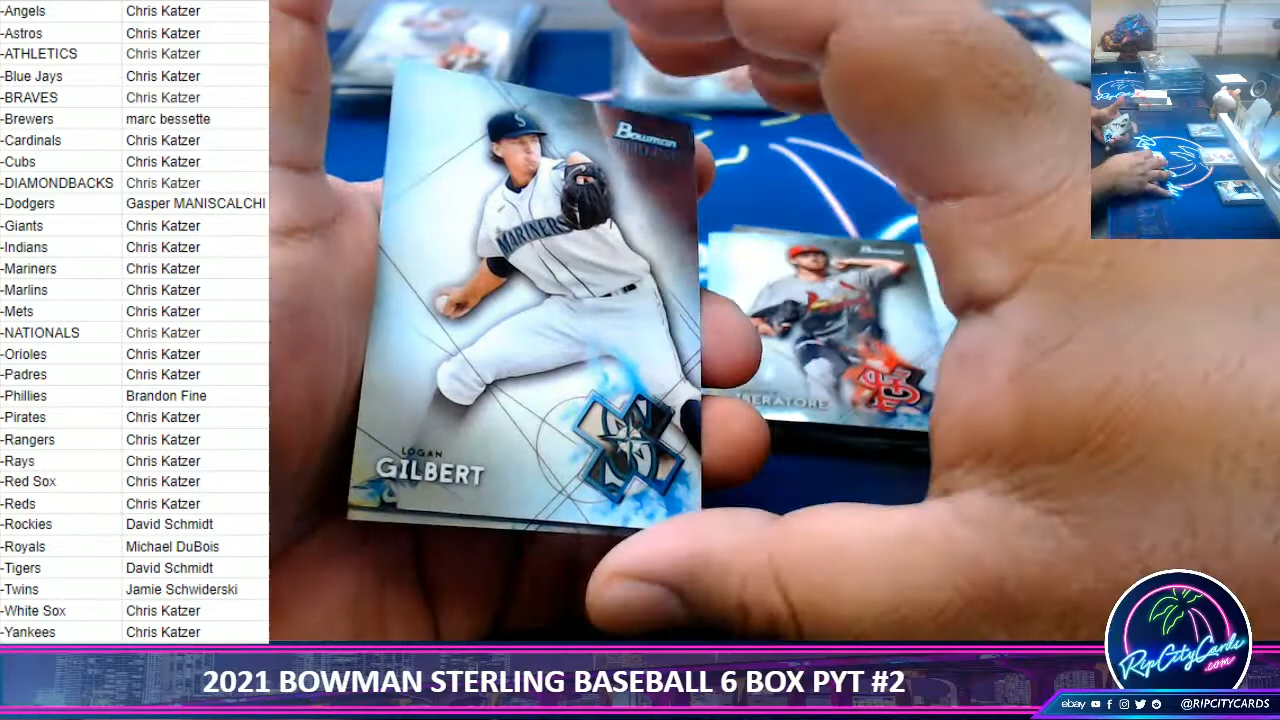 -Angels Chris Katzer
-Astros Chris Katzer
-ATHLETICS Chris Katzer
-Blue Jays Chris Katzer
-BRAVES Chris Katzer
-Brewers marc bessette
-Cardinals Chris Katzer
-Cubs Chris Katzer
-DIAMONDBACKS Chris Katzer
-Dodgers Gasper MANISCALCHI
-Giants Chris Katzer
-Indians Chris Katzer
-Mariners Chris Katzer
-Marlins Chris Katzer
-Mets Chris Katzer
-NATIONALS Chris Katzer
-Orioles Chris Katzer
-Padres Chris Katzer
-Phillies Brandon Fine
-Pirates Chris Katzer
-Rangers Chris Katzer
-Rays Chris Katzer
-Red Sox Chris Katzer
-Reds Chris Katzer
-Rockies David Schmidt
-Royals Michael DuBois
-Tigers David Schmidt
-Twins Jamie Schwiderski
-White Sox Chris Katzer
-Yankees Chris Katzer
Bowman
S
MARINERS
LOGAN
GILBERT
Bowman
RipCityCards
.com
2021 BOWMAN STERLING BASEBALL 6 BOX PYT #2
ebay @RIPCITYCARDS